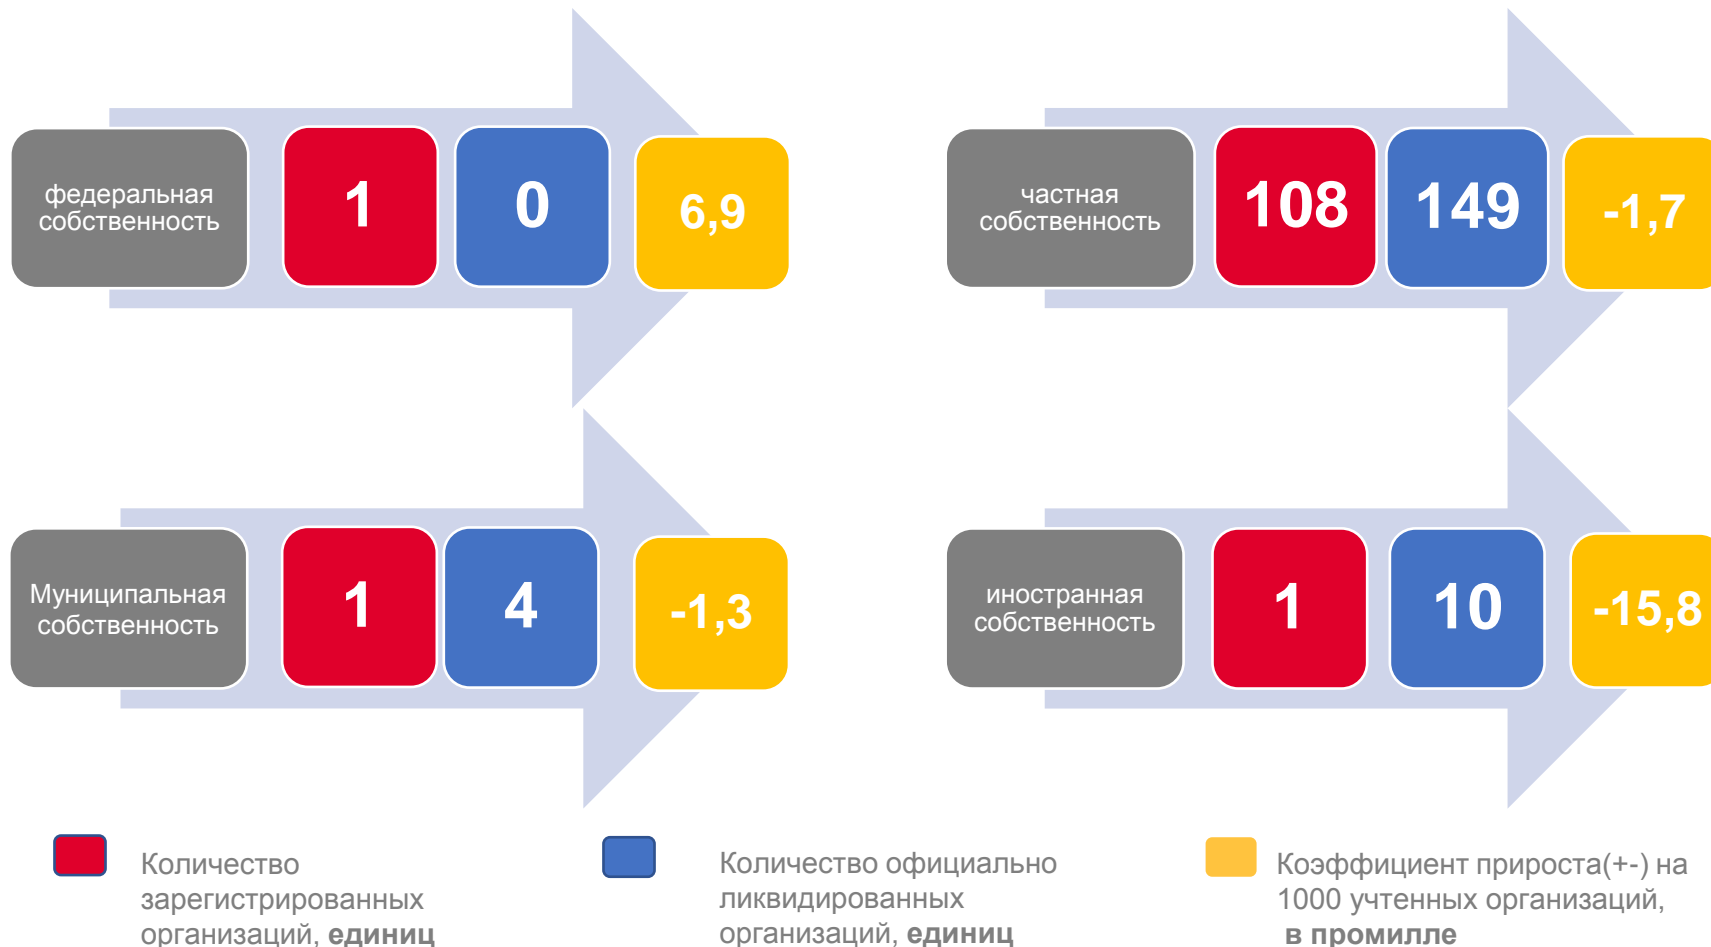 федеральная
собственность
1
0
6,9
частная
собственность
108
149
-1,7
Муниципальная
собственность
1
4
-1,3
иностранная
собственность
1
10
-15,8
Количество
зарегистрированных
организаций, единиц
Количество официально
ликвидированных
организаций, единиц
Коэффициент прироста(+-) на
1000 учтенных организаций,
в промилле